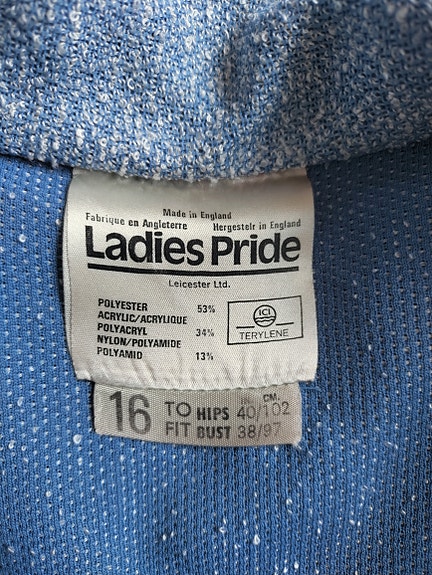 Made in England
Fabrique en Angleterre Hergestelr in England
Ladies Pride
Leicester Ltd.
POLYESTER 53%
ACRYLIC/ACRYLIQUE
POLYACRYL 34%
NYLON/POLYAMIDE
POLYAMID 13%
ICI
TERYLENE
16 TO FIT
IN. CM.
HIPS 40/102
BUST 38/97